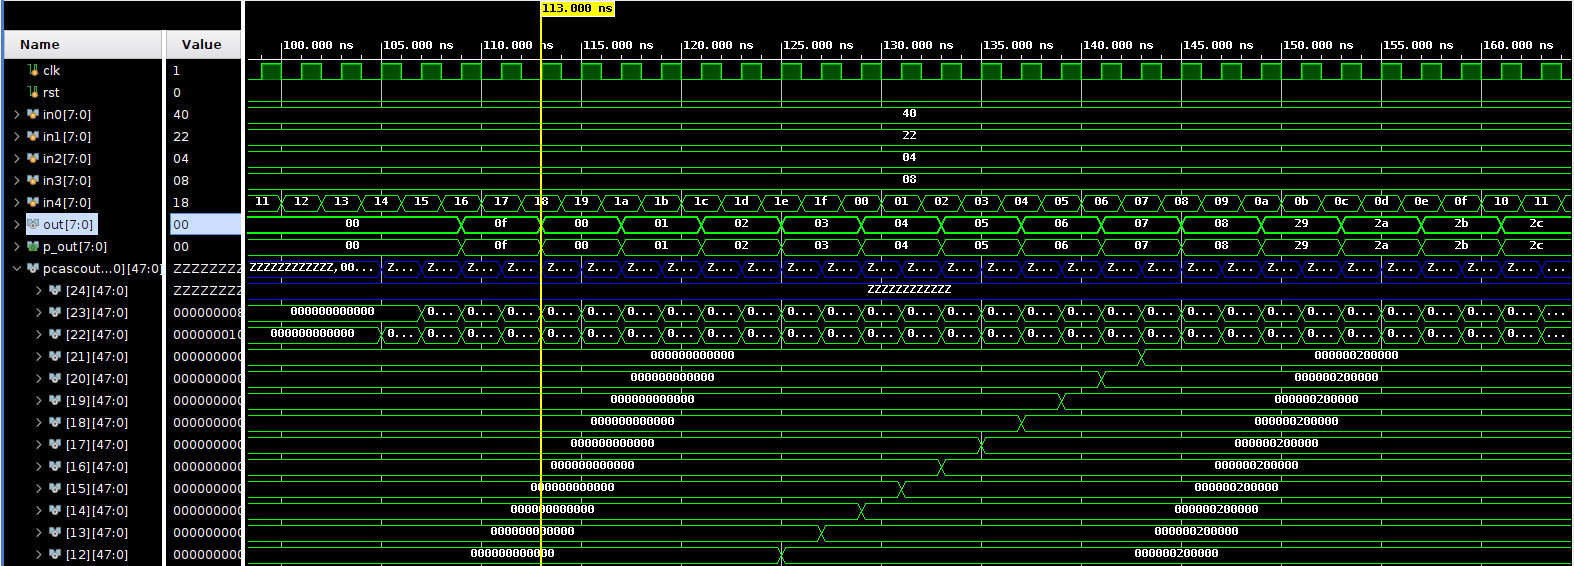 113.000 ns
Name Value 100.000 ns 105.000 ns 110.000 ns 115.000 ns 120.000 ns 125.000 ns 130.000 ns 135.000 ns 140.000 ns 145.000 ns 150.000 ns 155.000 ns 160.000 ns
clk 1
rst 0
in0[7:0] 40 40
in1[7:0] 22 22
in2[7:0] 04 04
in3[7:0] 08 08
in4[7:0] 18 11 12 13 14 15 16 17 18 19 1a 1b 1c 1d 1e 1f 00 01 02 03 04 05 06 07 08 09 0a 0b 0c 0d 0e 0f 10 11
out[7:0] 00 00 0f 00 01 02 03 04 05 06 07 08 29 2a 2b 2c
p_out[7:0] 00 00 0f 00 01 02 03 04 05 06 07 08 29 2a 2b 2c
pcascout...0][47:0] ZZZZZZZZ ZZZZZZZZZZZZ,00... Z... Z... Z... Z... Z... Z... Z... Z... Z... Z... Z... Z... Z... Z... Z... Z... Z... Z... Z... Z... Z... Z... Z... Z... Z... Z... Z... Z... Z... ...
[24][47:0] ZZZZZZZZ ZZZZZZZZZZZZ
[23][47:0] 000000008 000000000000 0... 0... 0... 0... 0... 0... 0... 0... 0... 0... 0... 0... 0... 0... 0... 0... 0... 0... 0... 0... 0... 0... 0... 0... 0... 0... 0... 0... ...
[22][47:0] 000000010 000000000000 0... 0... 0... 0... 0... 0... 0... 0... 0... 0... 0... 0... 0... 0... 0... 0... 0... 0... 0... 0... 0... 0... 0... 0... 0... 0... 0... 0... 0... ...
[21][47:0] 000000000 000000000000 000000200000
[20][47:0] 000000000 000000000000 000000200000
[19][47:0] 000000000 000000000000 000000200000
[18][47:0] 000000000 000000000000 000000200000
[17][47:0] 000000000 000000000000 000000200000
[16][47:0] 000000000 000000000000 000000200000
[15][47:0] 000000000 000000000000 000000200000
[14][47:0] 000000000 000000000000 000000200000
[13][47:0] 000000000 000000000000 000000200000
[12][47:0] 000000000 000000000000 000000200000